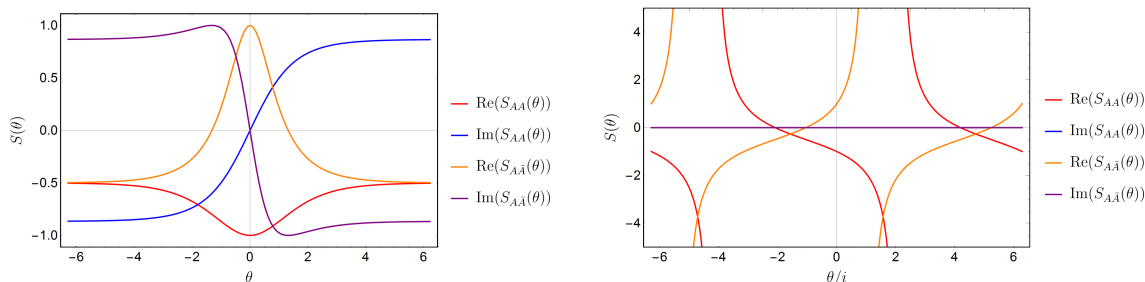 1.0
0.5
0.0
−0.5
−1.0
S(θ)
−6 −4 −2 0 2 4 6
θ
Re(S_{AA}(θ))
Im(S_{AA}(θ))
Re(S_{AĀ}(θ))
Im(S_{AĀ}(θ))
4
2
0
−2
−4
S(θ)
−6 −4 −2 0 2 4 6
θ/i
Re(S_{AA}(θ))
Im(S_{AA}(θ))
Re(S_{AĀ}(θ))
Im(S_{AĀ}(θ))